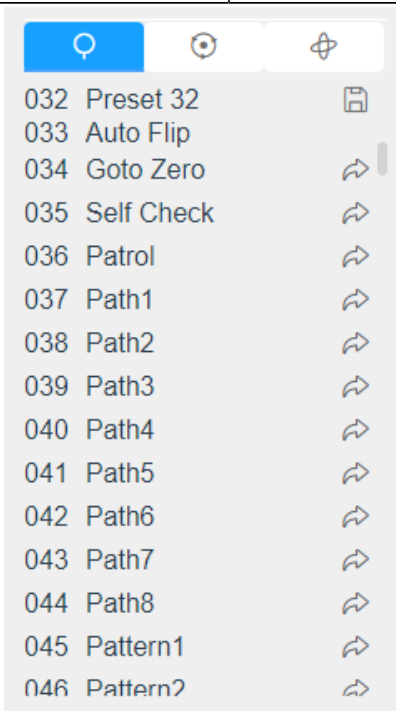 032 Preset 32
033 Auto Flip
034 Goto Zero
035 Self Check
036 Patrol
037 Path1
038 Path2
039 Path3
040 Path4
041 Path5
042 Path6
043 Path7
044 Path8
045 Pattern1
046 Pattern2